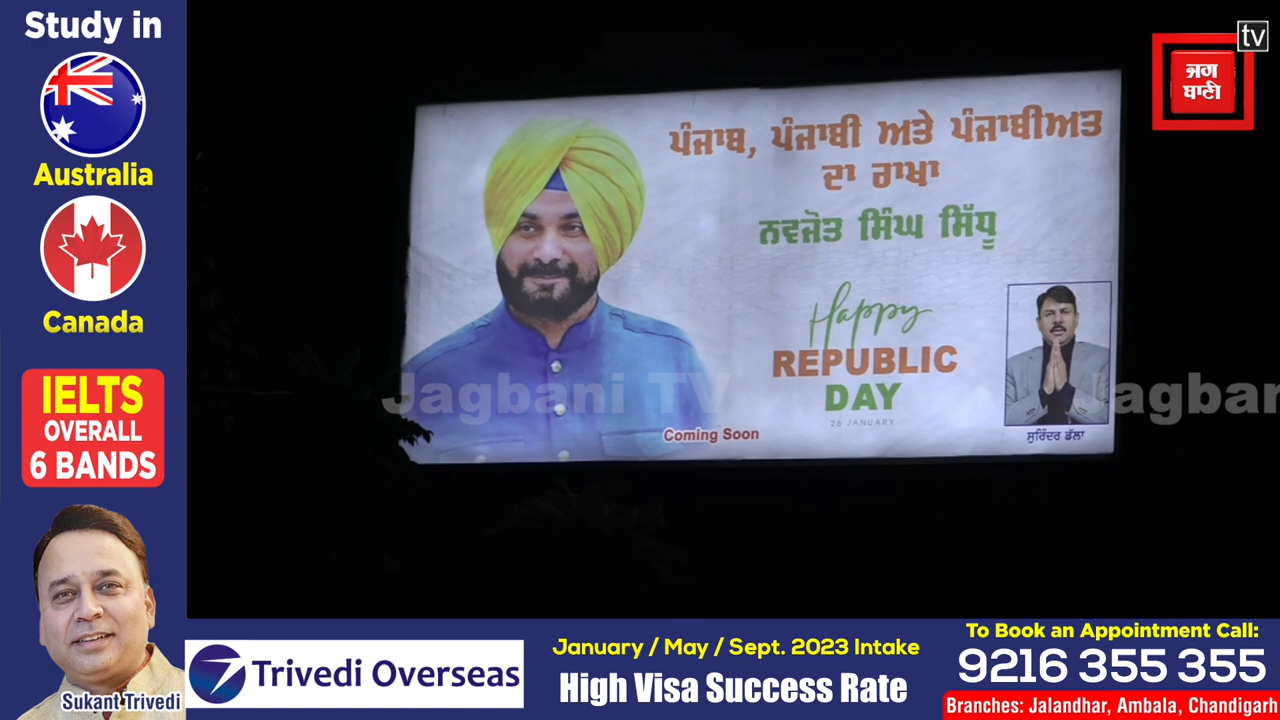 Study in
Australia
Canada
IELTS
OVERALL
6 BANDS
Sukant Trivedi
ਪੰਜਾਬ, ਪੰਜਾਬੀ ਅਤੇ ਪੰਜਾਬੀਅਤ
ਦਾ ਰਾਖਾ
ਨਵਜੋਤ ਸਿੰਘ ਸਿੱਧੂ
Happy
REPUBLIC
DAY
26 JANUARY
Coming Soon
ਸੁਰਿੰਦਰ ਡੱਲਾ
Jagbani TV
Jagban
tv
ਜਗ
ਬਾਣੀ
Trivedi Overseas
January / May / Sept. 2023 Intake
High Visa Success Rate
To Book an Appointment Call:
9216 355 355
Branches: Jalandhar, Ambala, Chandigarh